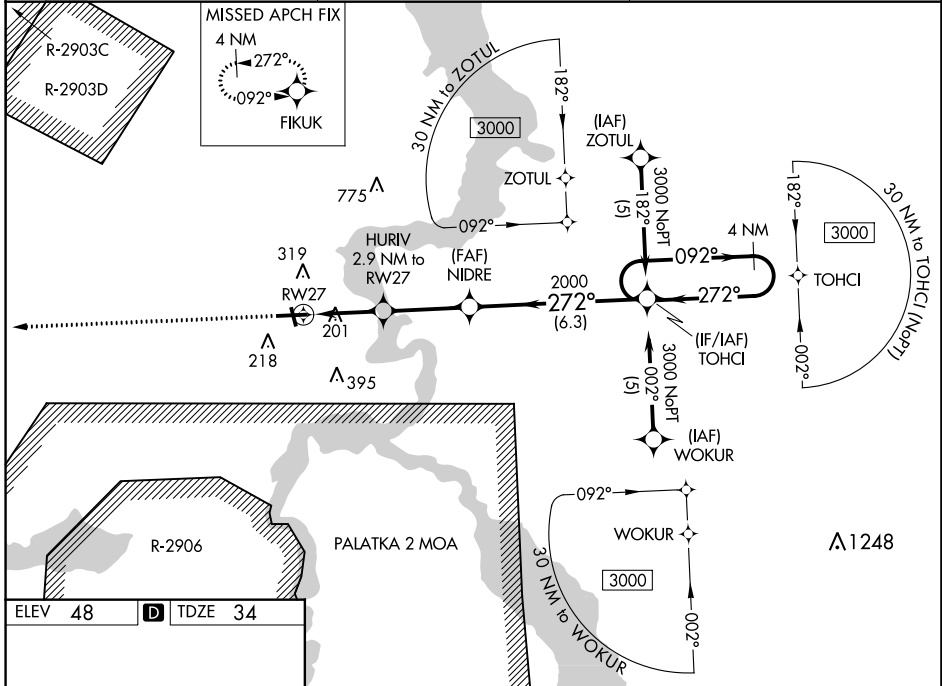 MISSED APCH FIX
4 NM
272°
092°
FIKUK
R-2903C
R-2903D
30 NM to ZOTUL
3000
182°
ZOTUL
092°
(IAF)
ZOTUL
3000 NoPT
182°
(5)
4 NM
092°
272°
182°
30 NM to TOHCI (NoPT)
3000
TOHCI
002°
775
HURIV
2.9 NM to
RW27
(FAF)
NIDRE
2000
272°
(6.3)
(IF/IAF)
TOHCI
319
RW27
201
218
395
3000 NoPT
002°
(5)
(IAF)
WOKUR
092°
WOKUR
3000
30 NM to WOKUR
002°
1248
R-2906
PALATKA 2 MOA
ELEV 48
D
TDZE 34